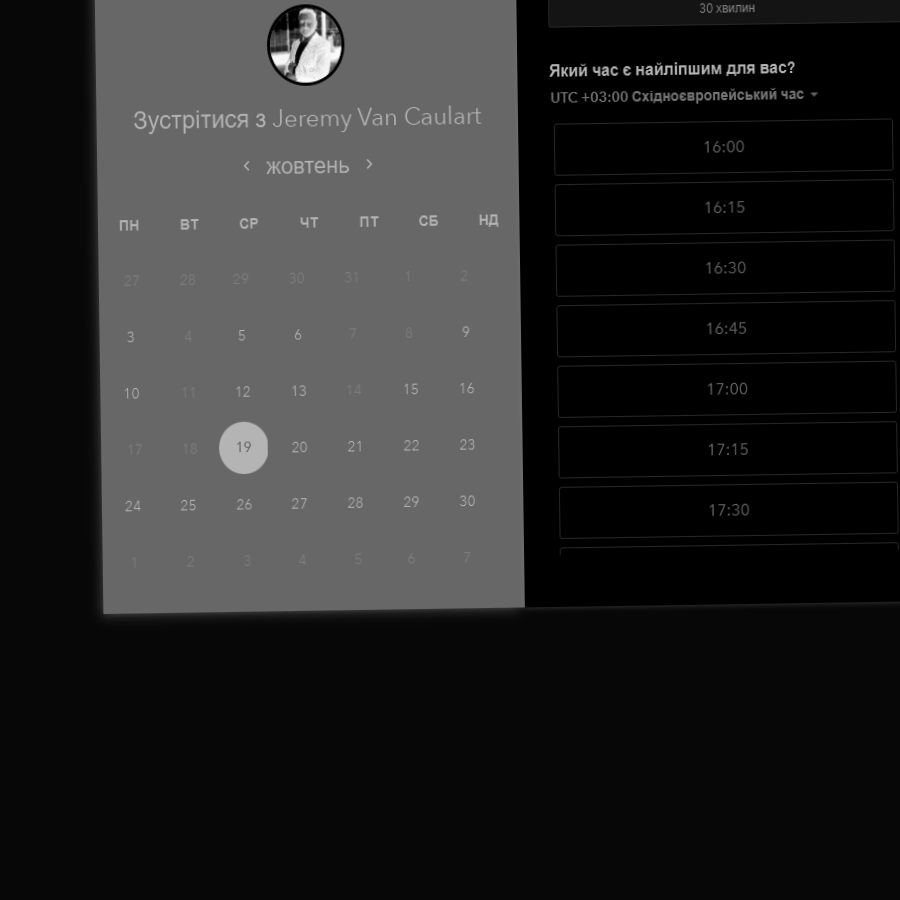 Зустрітися з Jeremy Van Caulart
жовтень
ПН ВТ СР ЧТ ПТ СБ НД
27 28 29 30 31 1 2
3 4 5 6 7 8 9
10 11 12 13 14 15 16
17 18 19 20 21 22 23
24 25 26 27 28 29 30
1 2 3 4 5 6 7
30 хвилин
Який час є найліпшим для вас?
UTC +03:00 Східноєвропейський час
16:00
16:15
16:30
16:45
17:00
17:15
17:30